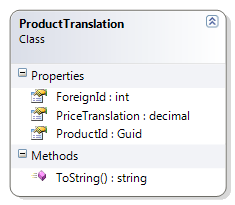 ProductTranslation
Class
Properties
ForeignId : int
PriceTranslation : decimal
ProductId : Guid
Methods
ToString() : string